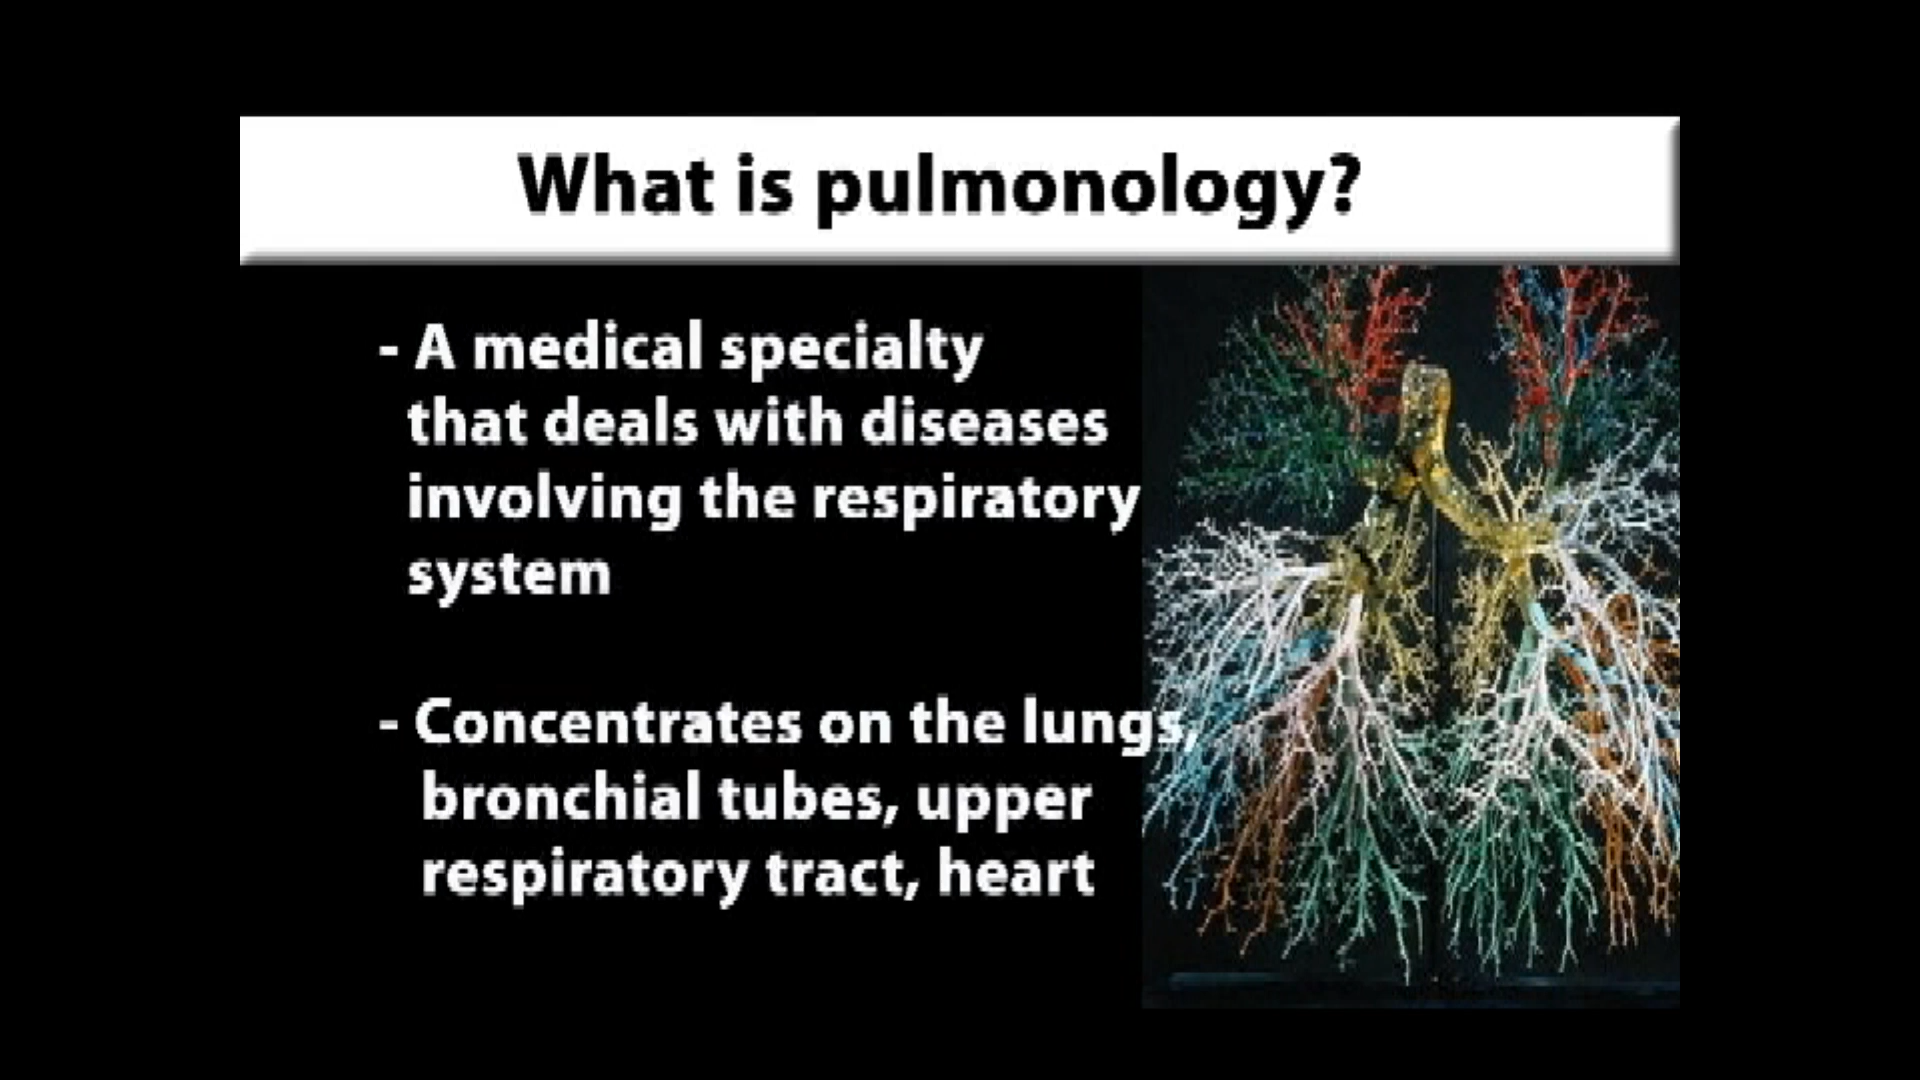 What is pulmonology?
- A medical specialty
that deals with diseases
involving the respiratory
system
- Concentrates on the lungs,
bronchial tubes, upper
respiratory tract, heart